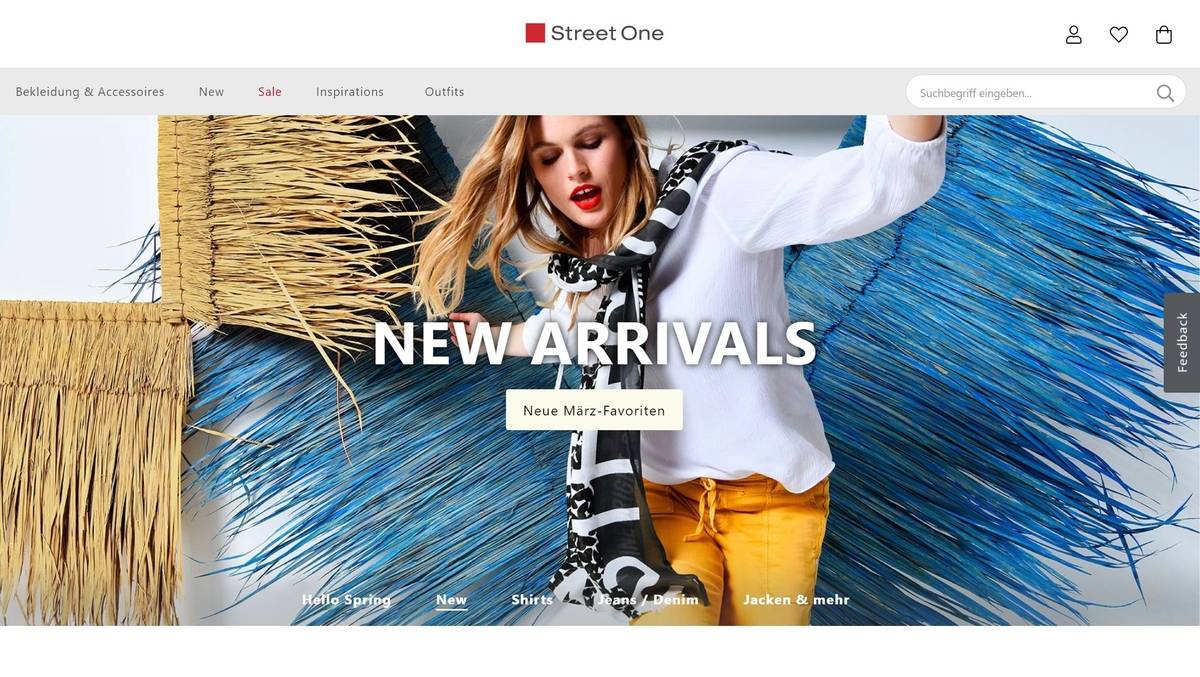 Street One
Bekleidung & Accessoires New Sale Inspirations Outfits
Suchbegriff eingeben...
NEW ARRIVALS
Neue März-Favoriten
Feedback
Hello Spring New Shirts Jeans / Denim Jacken & mehr